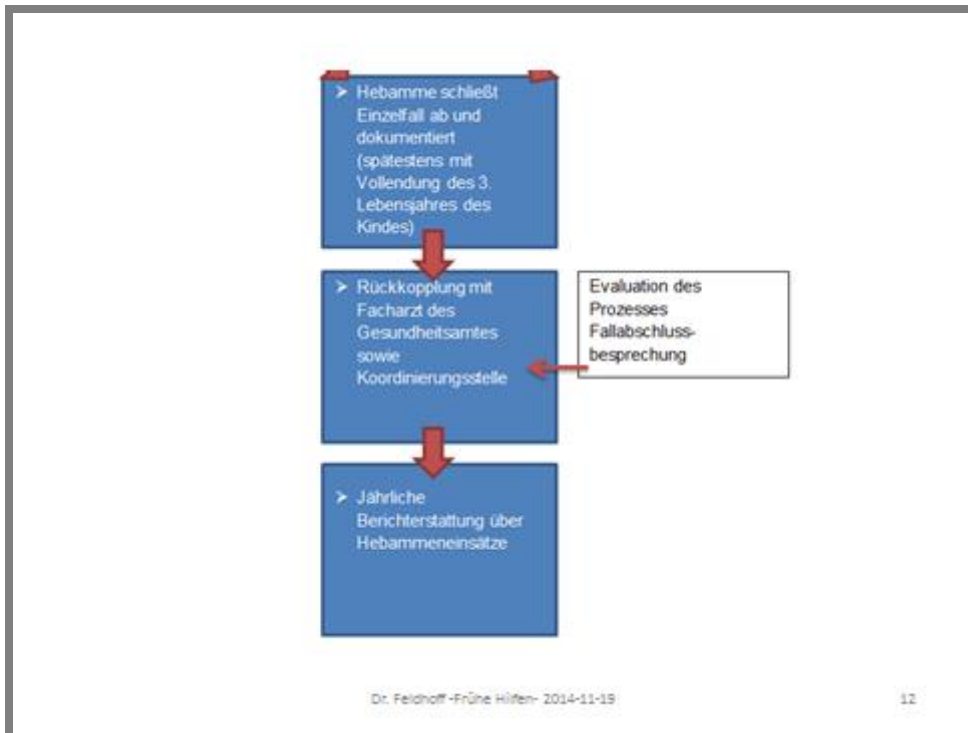 ➢ Hebamme schließt
Einzelfall ab und
dokumentiert
(spätestens mit
Vollendung des 3.
Lebensjahres des
Kindes)
➢ Rückkopplung mit
Facharzt des
Gesundheitsamtes
sowie
Koordinierungsstelle
Evaluation des
Prozesses
Fallabschluss-
besprechung
➢ Jährliche
Berichterstattung über
Hebammeneinsätze
Dr. Feldhoff -Frühe Hilfen- 2014-11-19
12